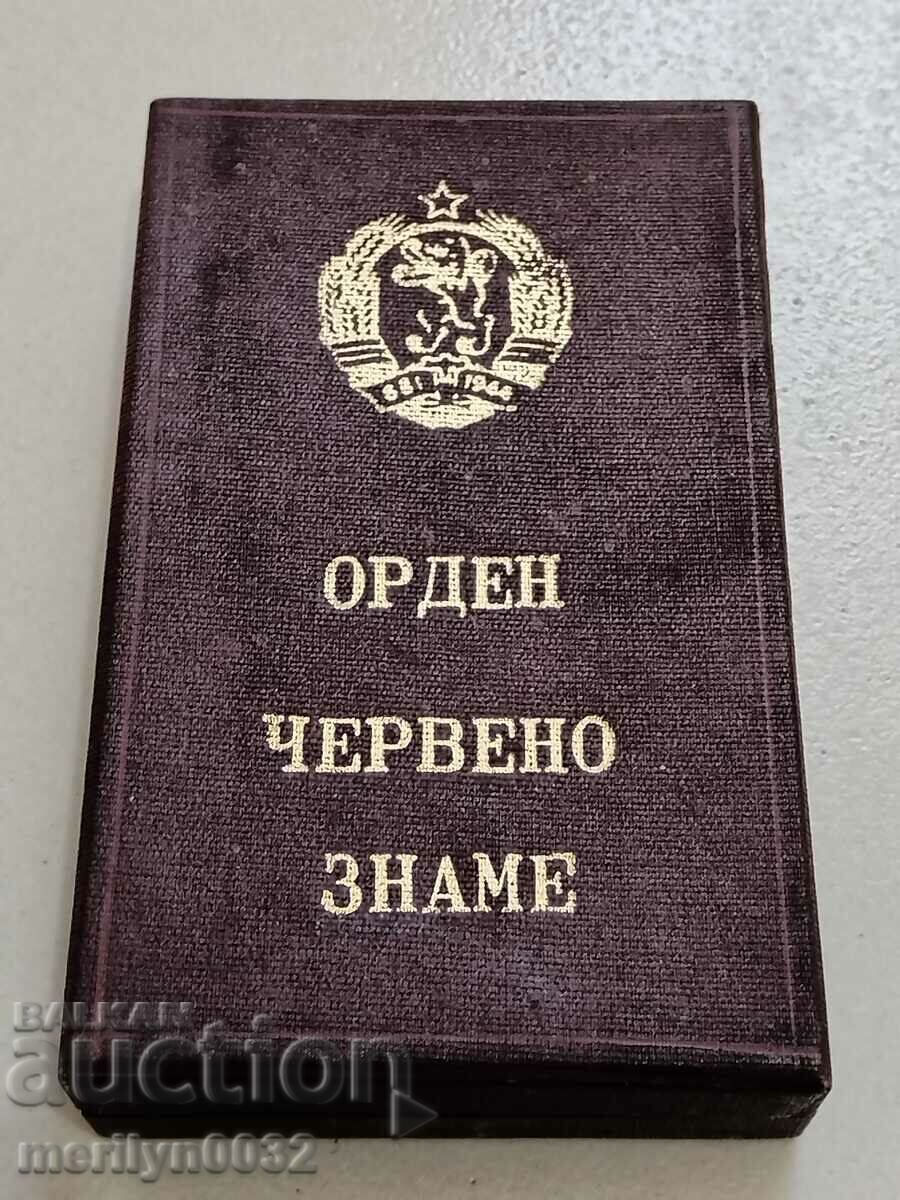 681 1944
ОРДЕН
ЧЕРВЕНО
ЗНАМЕ
BALKAN
auction
merilyn0032